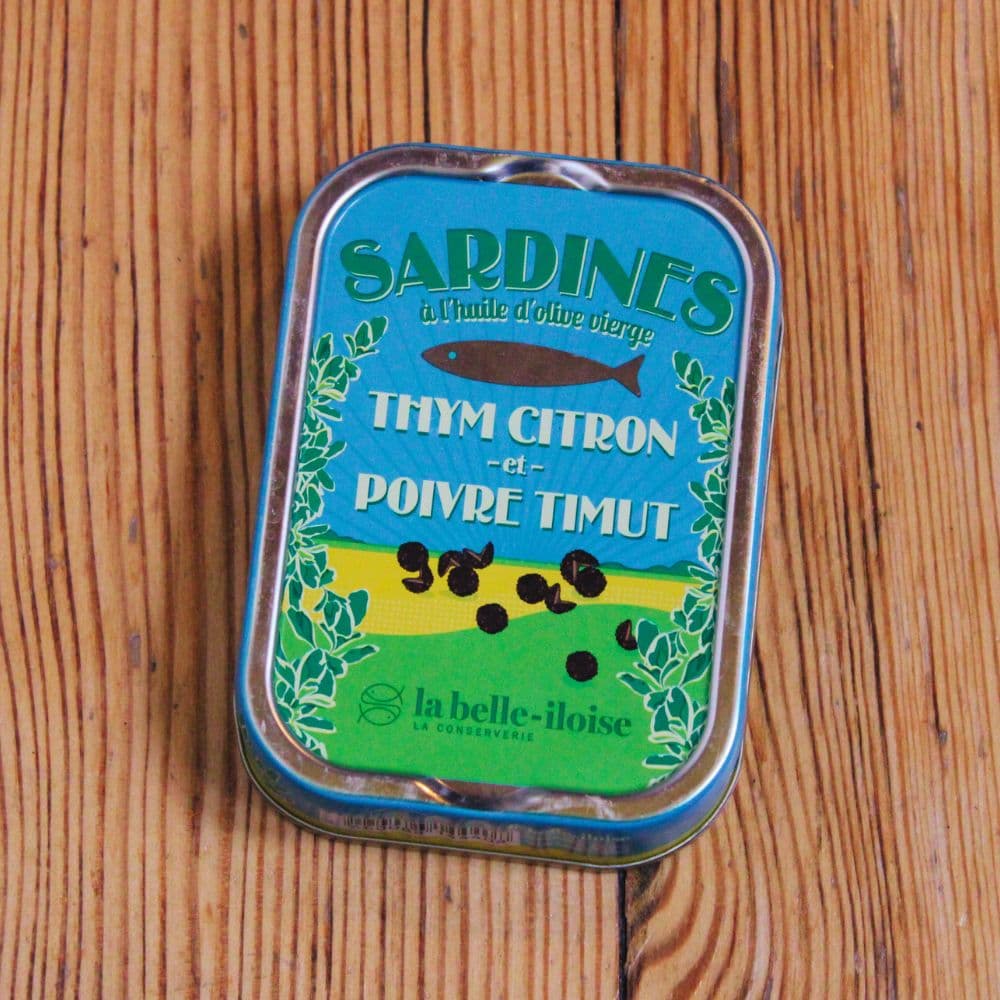 SARDINES
à l'huile d'olive vierge
THYM CITRON
- et -
POIVRE TIMUT
la belle-iloise
LA CONSERVERIE